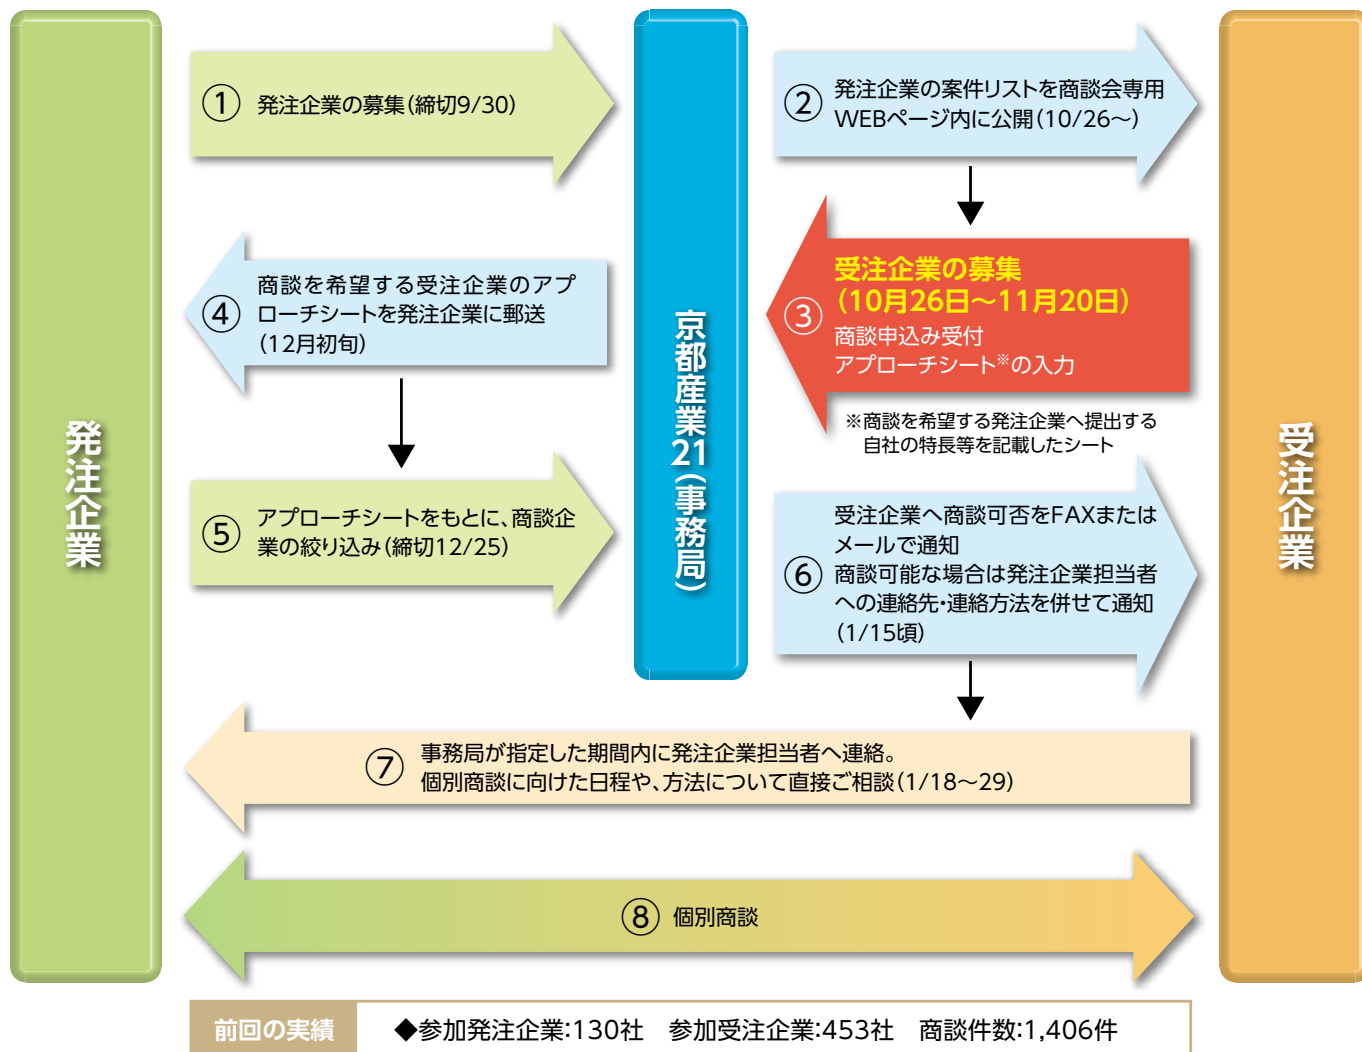 発注企業
京都産業21(事務局)
受注企業
① 発注企業の募集(締切9/30)
② 発注企業の案件リストを商談会専用
WEBページ内に公開(10/26〜)
③ 受注企業の募集
(10月26日〜11月20日)
商談申込み受付
アプローチシート※の入力
※商談を希望する発注企業へ提出する
自社の特長等を記載したシート
④ 商談を希望する受注企業のアプ
ローチシートを発注企業に郵送
(12月初旬)
⑤ アプローチシートをもとに、商談企
業の絞り込み(締切12/25)
⑥ 受注企業へ商談可否をFAXまたは
メールで通知
商談可能な場合は発注企業担当者
への連絡先・連絡方法を併せて通知
(1/15頃)
⑦ 事務局が指定した期間内に発注企業担当者へ連絡。
個別商談に向けた日程や、方法について直接ご相談(1/18〜29)
⑧ 個別商談
前回の実績 ◆参加発注企業:130社 参加受注企業:453社 商談件数:1,406件